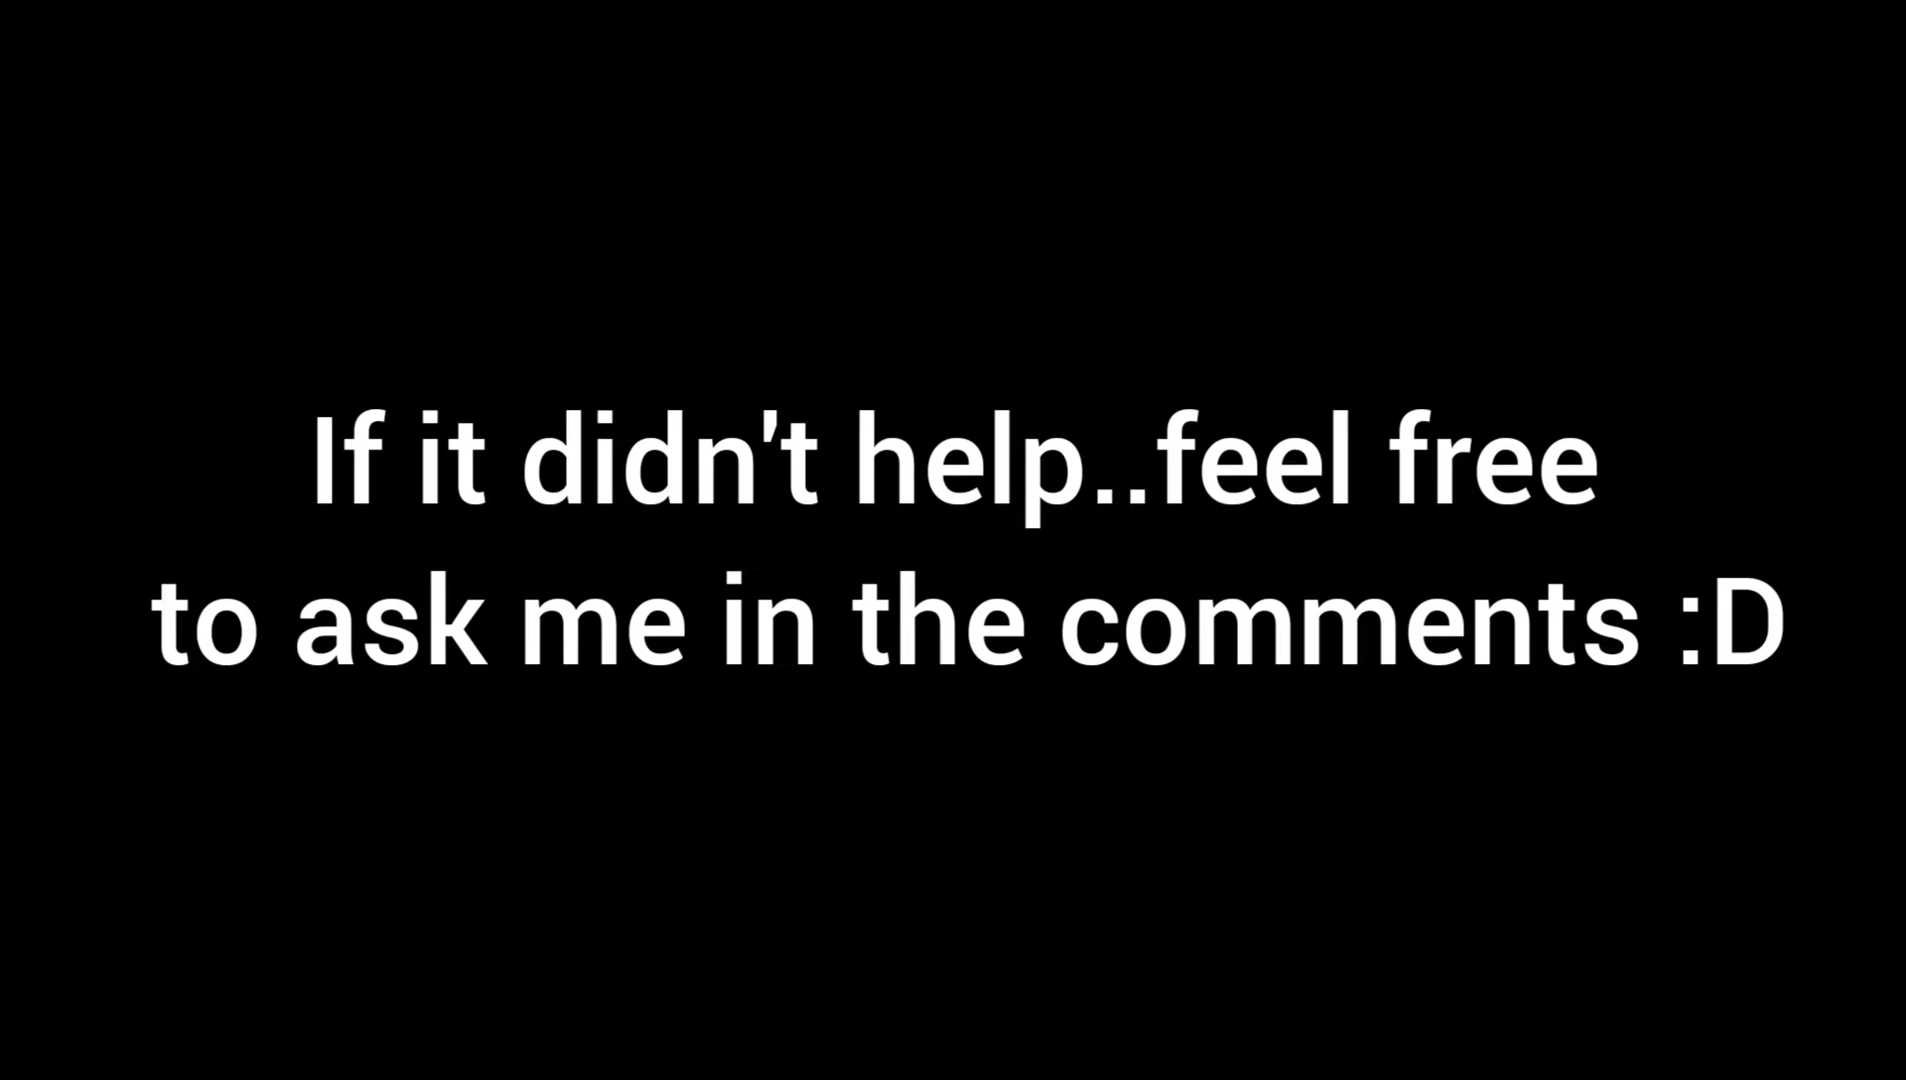 If it didn't help..feel free
to ask me in the comments :D